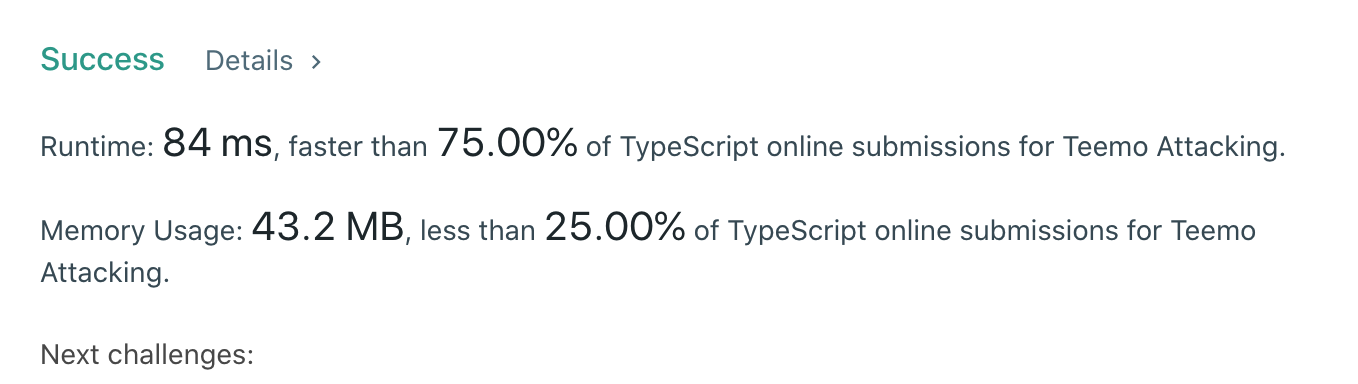 Success Details >
Runtime: 84 ms, faster than 75.00% of TypeScript online submissions for Teemo Attacking.
Memory Usage: 43.2 MB, less than 25.00% of TypeScript online submissions for Teemo
Attacking.
Next challenges: